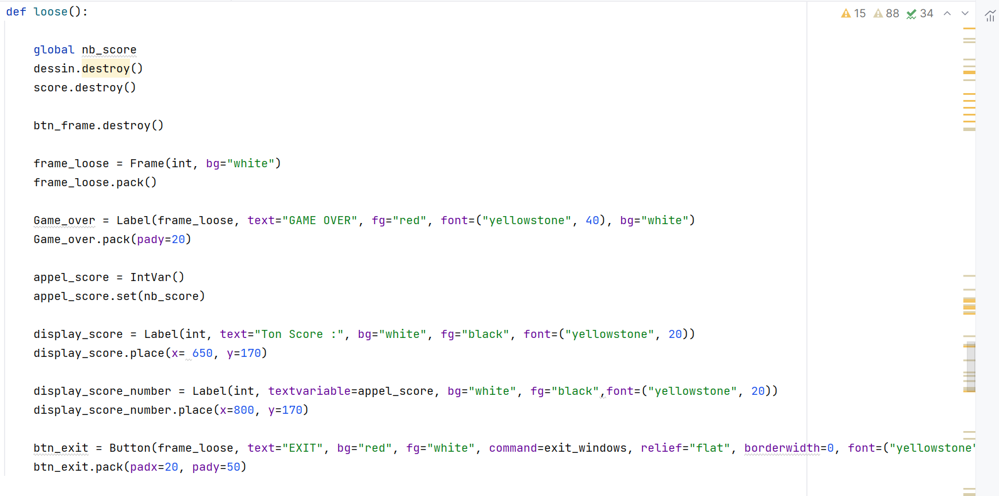 def loose():
15 88 34
global nb_score
dessin.destroy()
score.destroy()
btn_frame.destroy()
frame_loose = Frame(int, bg="white")
frame_loose.pack()
Game_over = Label(frame_loose, text="GAME OVER", fg="red", font=("yellowstone", 40), bg="white")
Game_over.pack(pady=20)
appel_score = IntVar()
appel_score.set(nb_score)
display_score = Label(int, text="Ton Score :", bg="white", fg="black", font=("yellowstone", 20))
display_score.place(x= 650, y=170)
display_score_number = Label(int, textvariable=appel_score, bg="white", fg="black",font=("yellowstone", 20))
display_score_number.place(x=800, y=170)
btn_exit = Button(frame_loose, text="EXIT", bg="red", fg="white", command=exit_windows, relief="flat", borderwidth=0, font=("yellowstone"
btn_exit.pack(padx=20, pady=50)